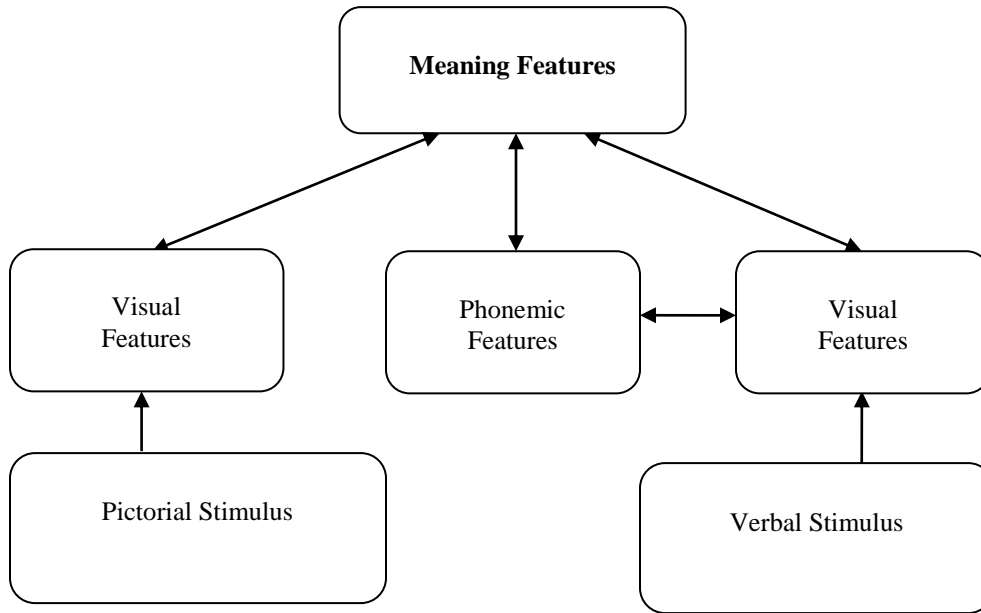 Meaning Features
Visual
Features
Phonemic
Features
Visual
Features
Pictorial Stimulus
Verbal Stimulus